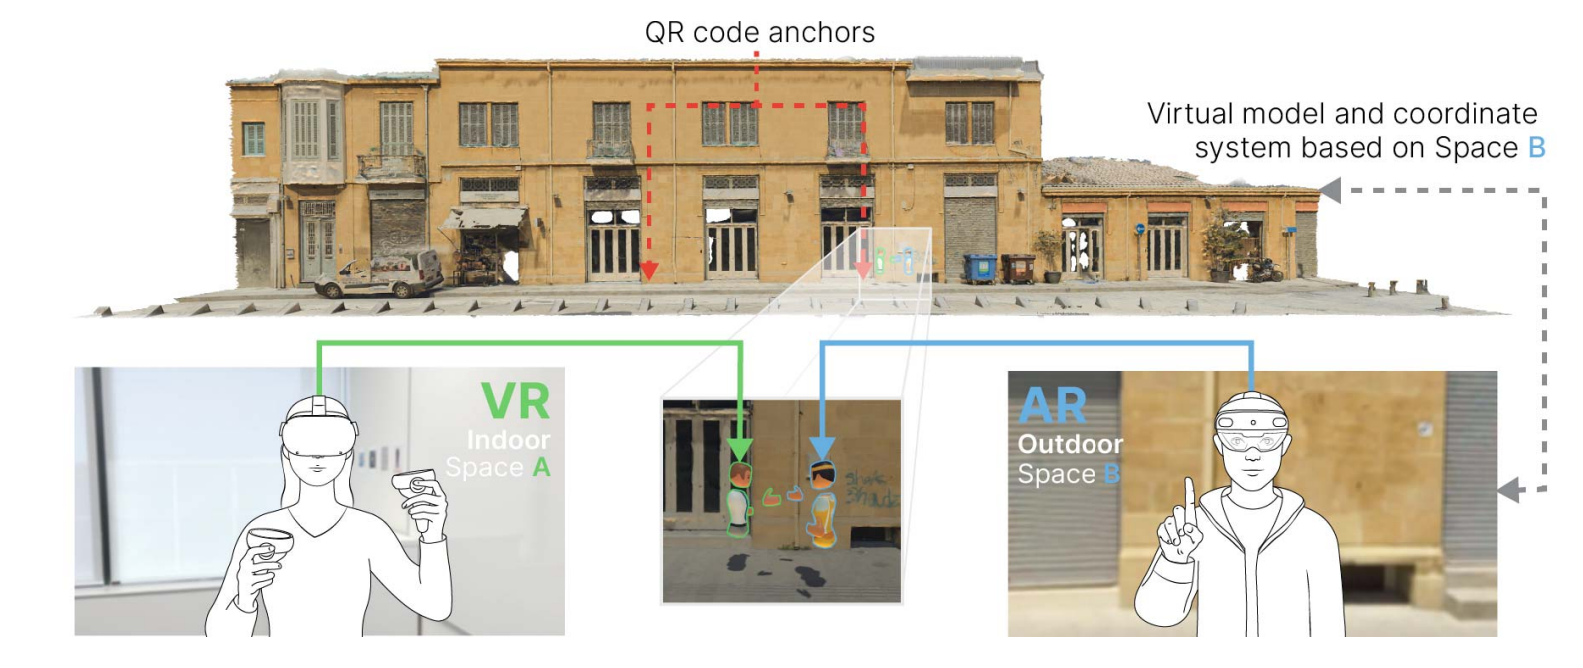 QR code anchors
Virtual model and coordinate
system based on Space B
VR
Indoor
Space A
AR
Outdoor
Space B